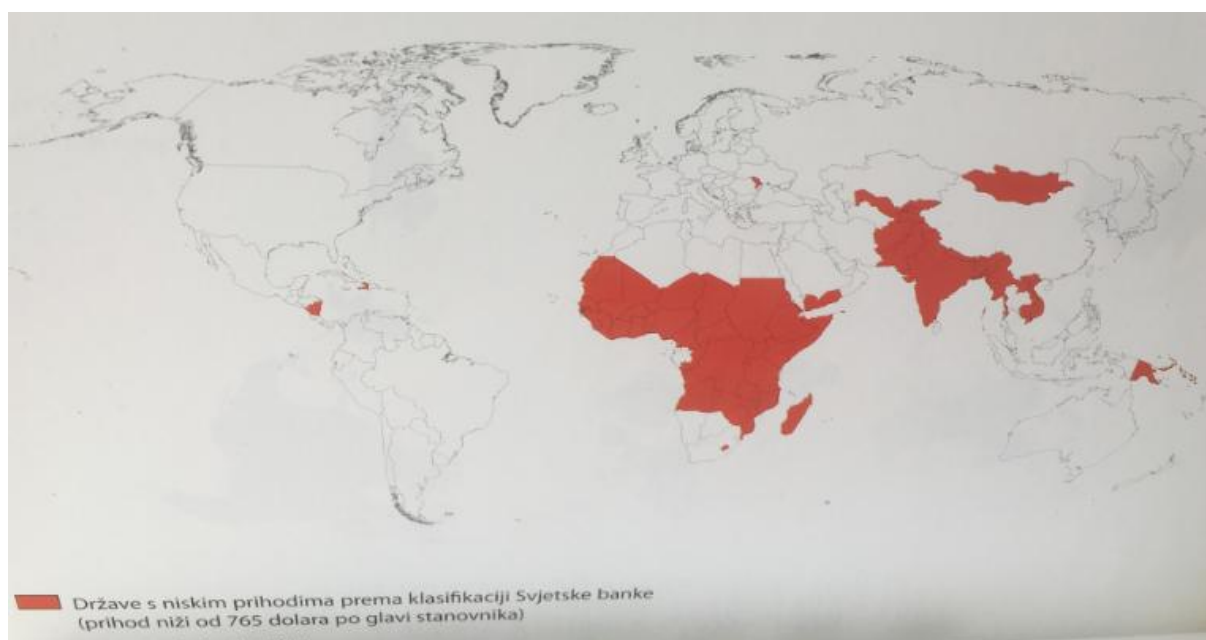 Države s niskim prihodima prema klasifikaciji Svjetske banke
(prihod niži od 765 dolara po glavi stanovnika)